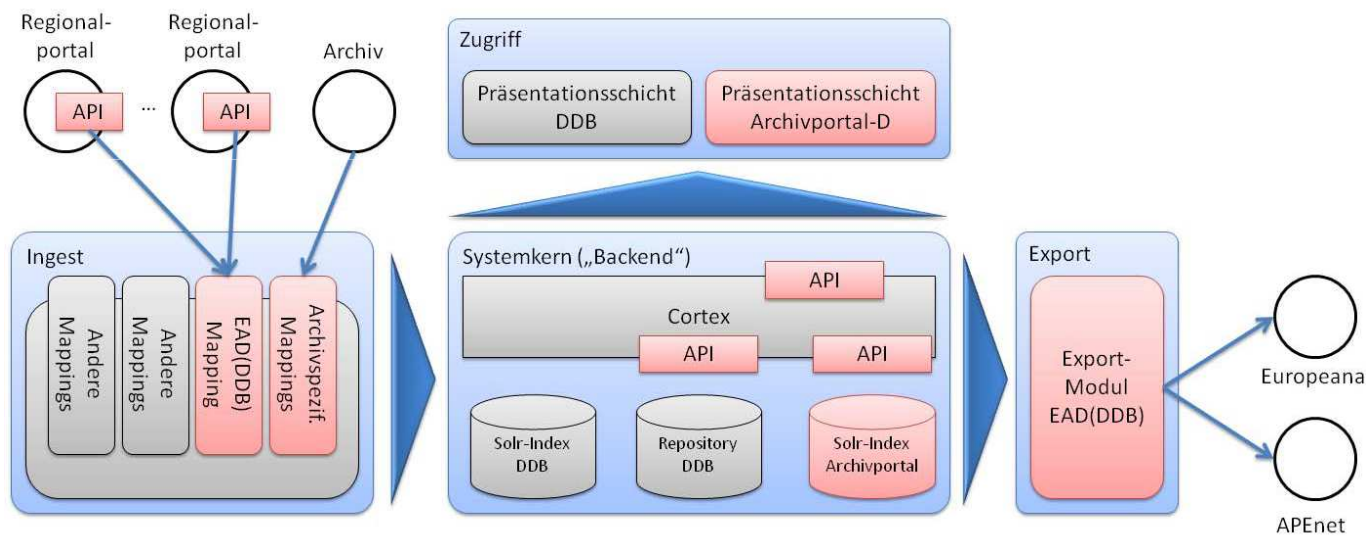 Regional-
portal
Regional-
portal
Archiv
API
...
API
Zugriff
Präsentationsschicht
DDB
Präsentationsschicht
Archivportal-D
Ingest
Andere
Mappings
Andere
Mappings
EAD(DDB)
Mapping
Archivspezif.
Mappings
Systemkern („Backend“)
API
Cortex
API
API
Solr-Index
DDB
Repository
DDB
Solr-Index
Archivportal
Export
Export-
Modul
EAD(DDB)
Europeana
APEnet